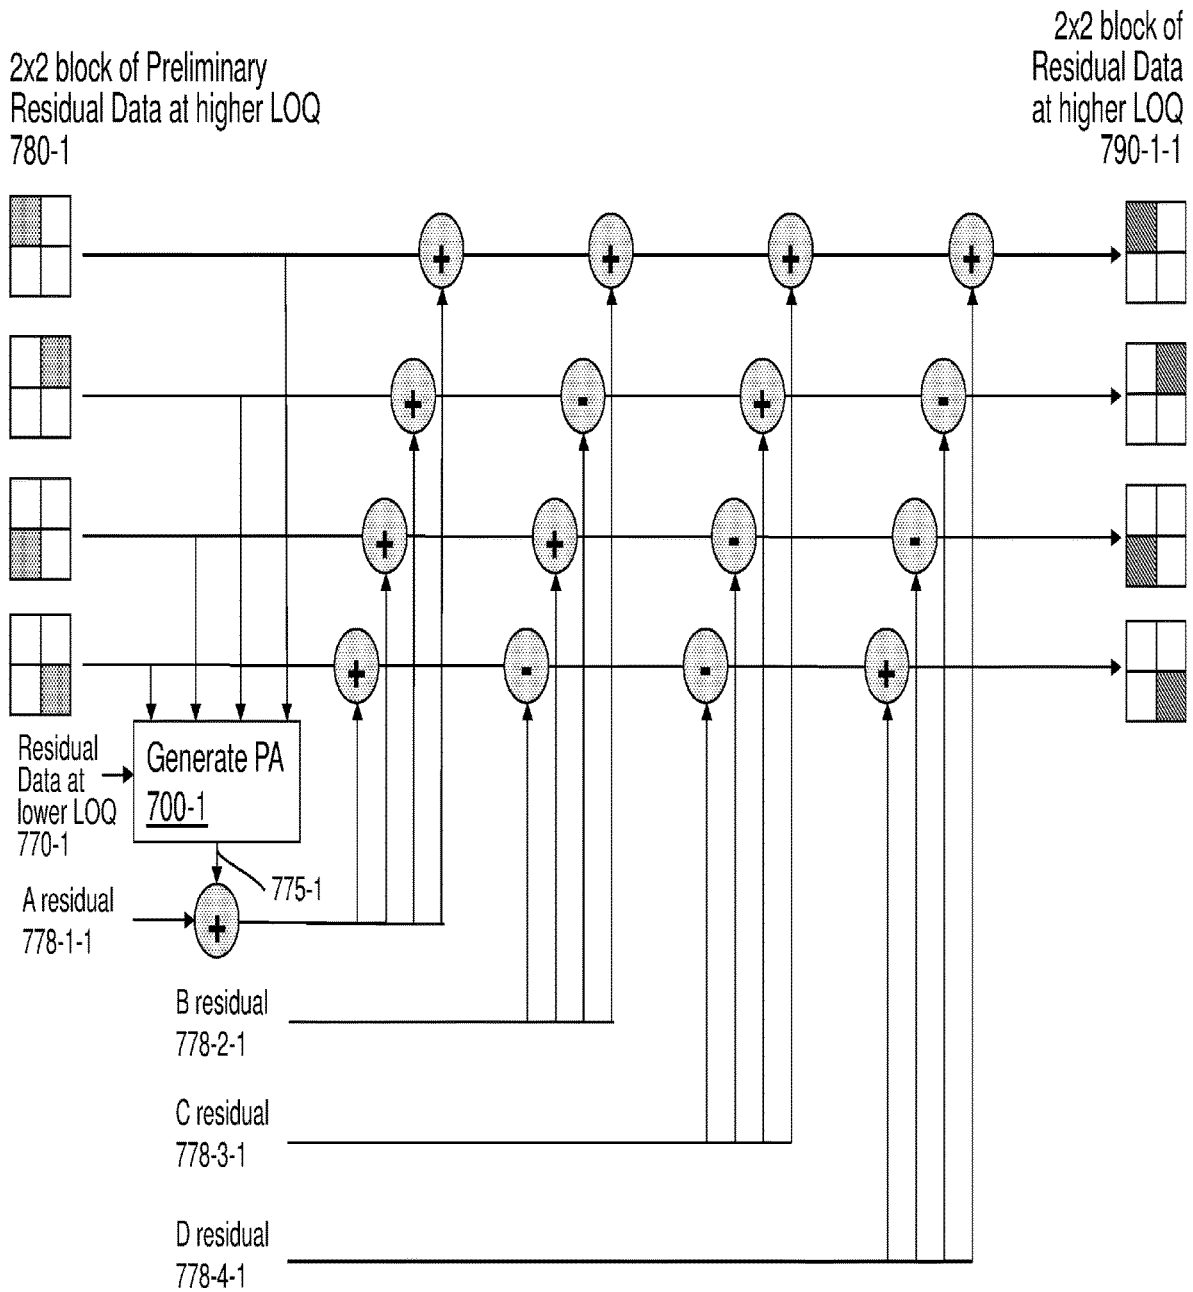 2x2 block of Preliminary
Residual Data at higher LOQ
780-1
2x2 block of
Residual Data
at higher LOQ
790-1-1
+ + + +
+ - + -
+ + - -
+ - - +
Residual
Data at
lower LOQ
770-1
Generate PA
700-1
775-1
A residual
778-1-1
+
B residual
778-2-1
C residual
778-3-1
D residual
778-4-1